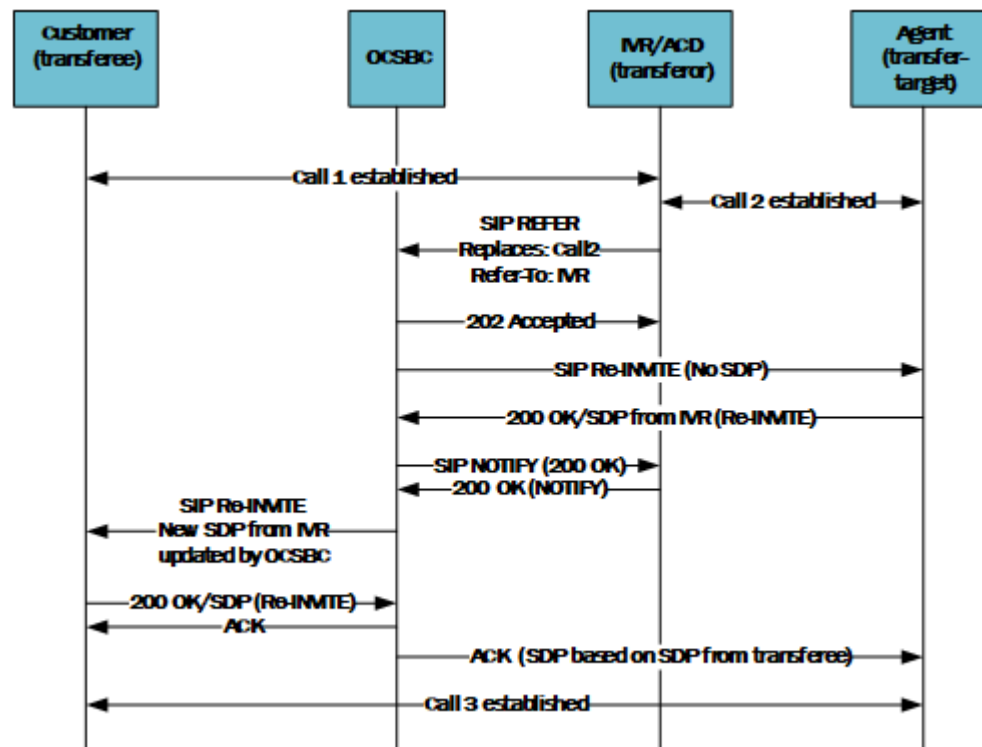 Customer
(transferee)
OCSBC
IVR/ACD
(transferor)
Agent
(transfer-
target)
Call 1 established
Call 2 established
SIP REFER
Replaces: Call2
Refer-To: IVR
202 Accepted
SIP Re-INVITE (No SDP)
200 OK/SDP from IVR (Re-INVITE)
SIP NOTIFY (200 OK)
200 OK (NOTIFY)
SIP Re-INVITE
New SDP from IVR
updated by OCSBC
200 OK/SDP (Re-INVITE)
ACK
ACK (SDP based on SDP from transferee)
Call 3 established